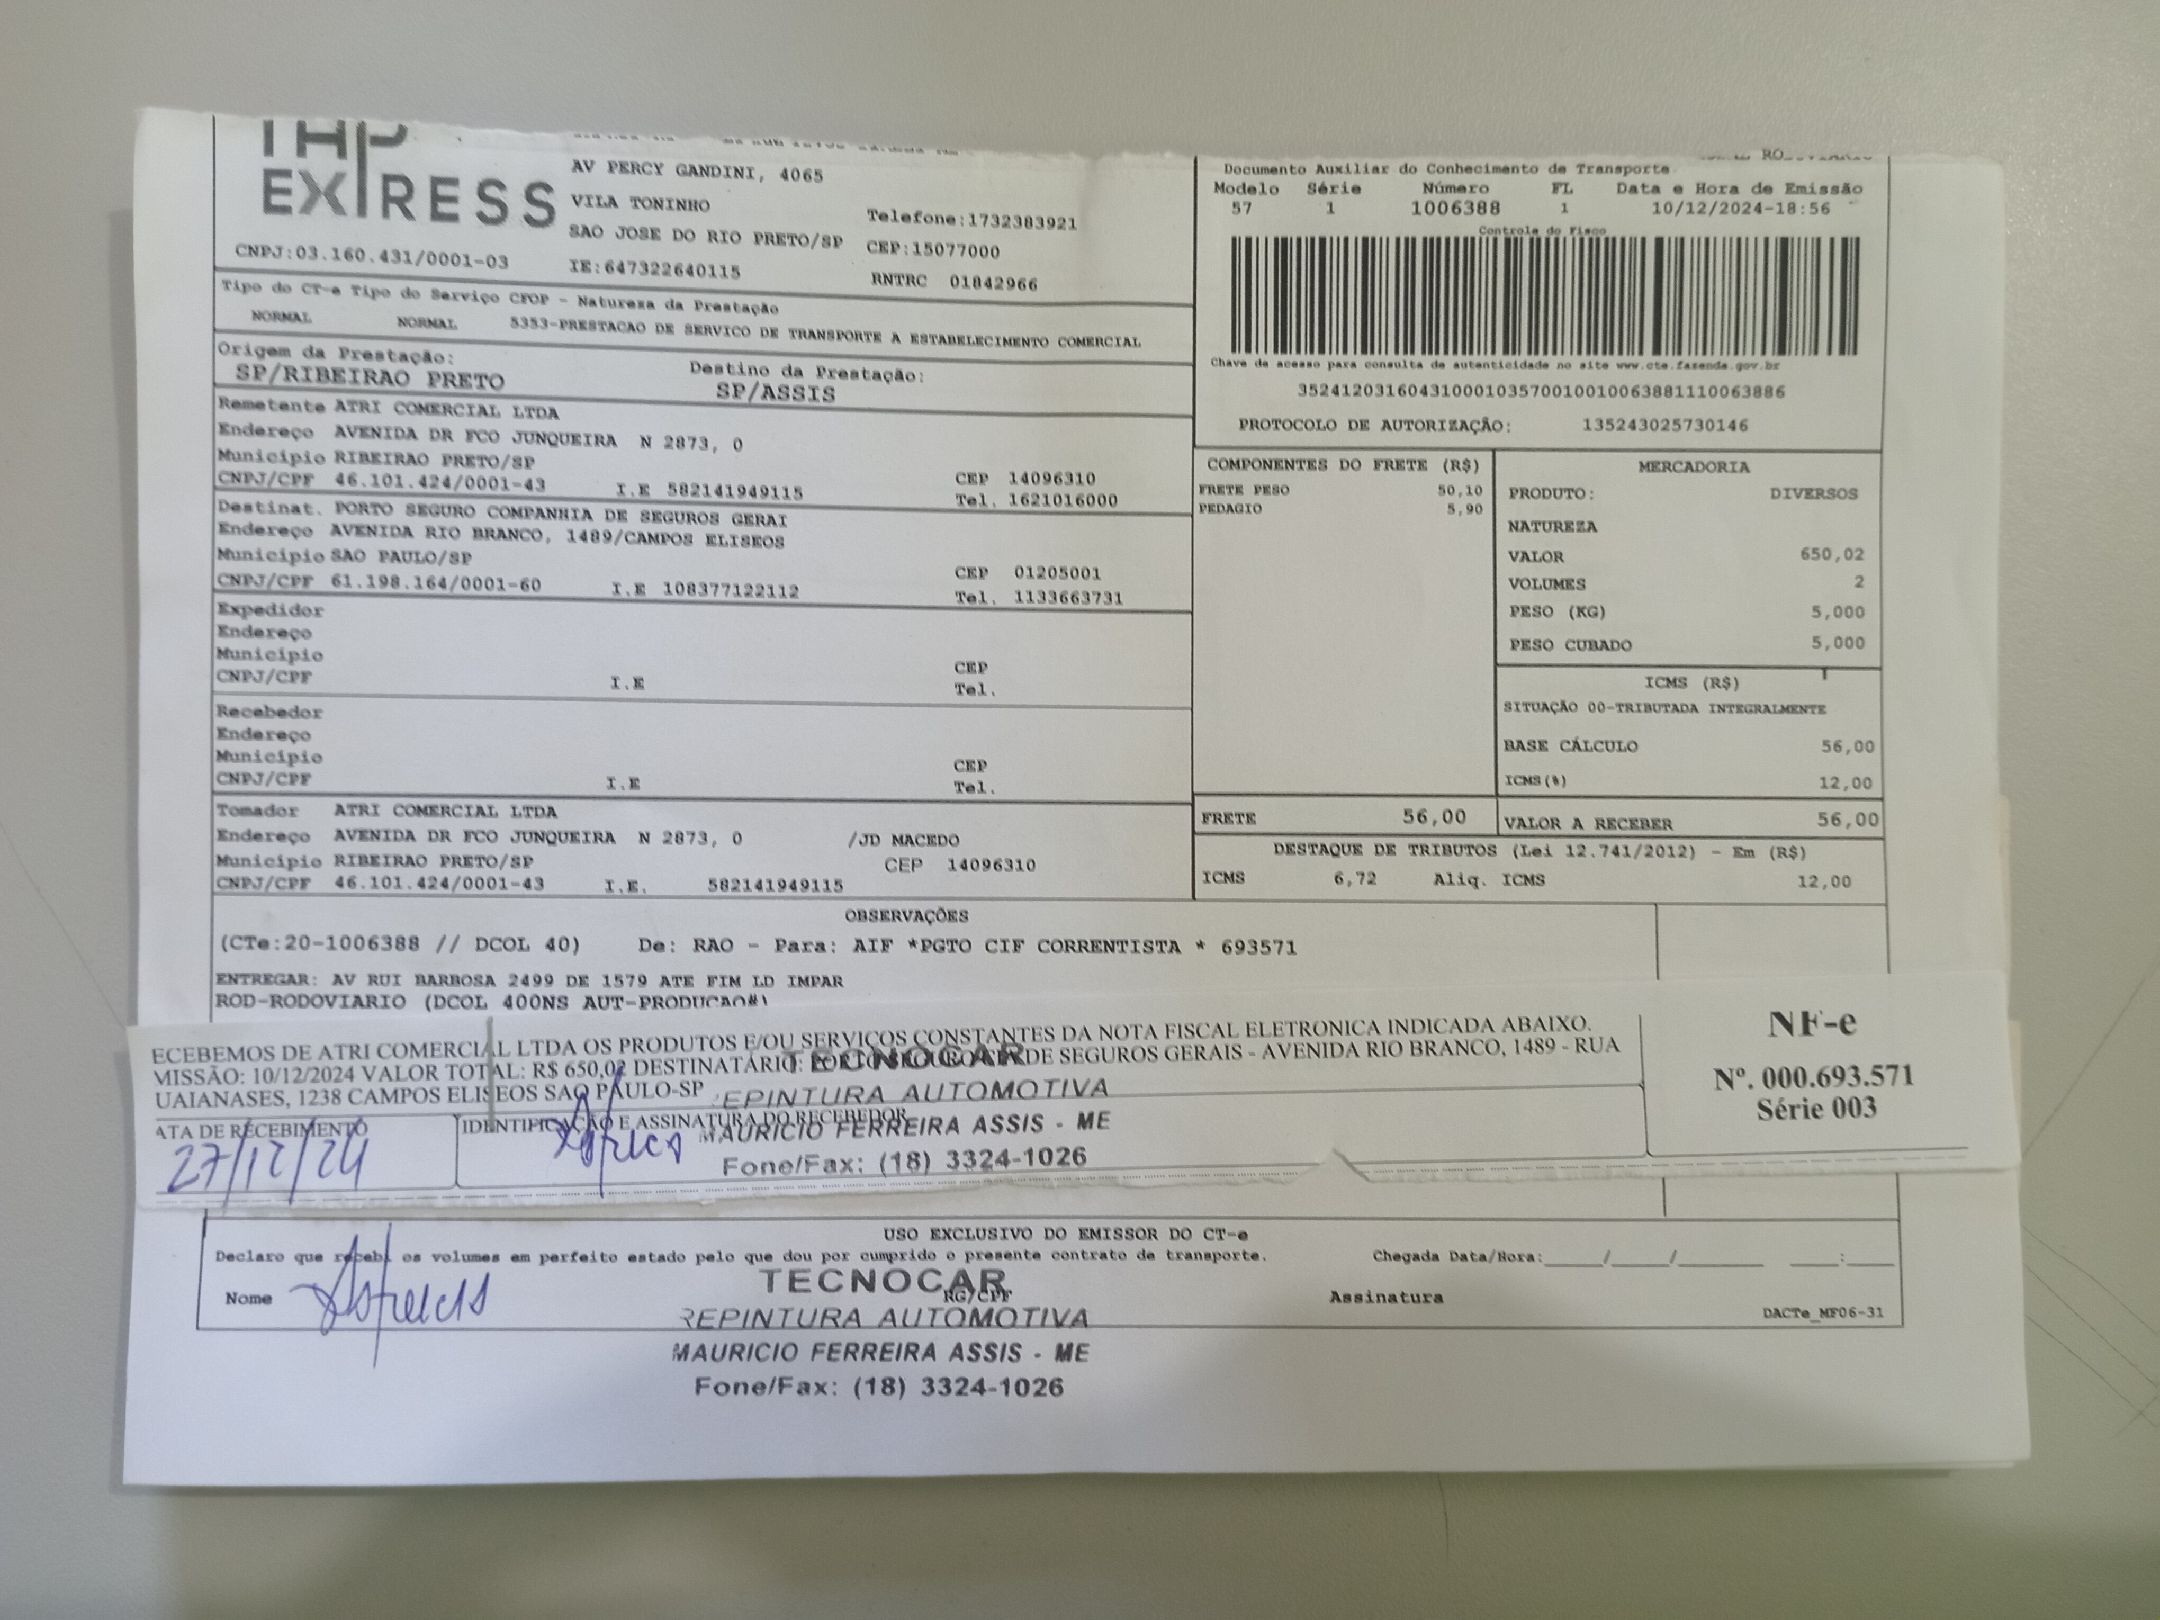 EXPRESS
AV PERCY GANDINI, 4065
VILA TONINHO
Telefone:1732383921
SAO JOSE DO RIO PRETO/SP
CEP:15077000
CNPJ:03.160.431/0001-03
IE:647322640115
RNTRC 01842966
Tipo do CT-e Tipo do Serviço CFOP - Natureza da Prestação
NORMAL NORMAL 5353-PRESTACAO DE SERVICO DE TRANSPORTE A ESTABELECIMENTO COMERCIAL
Origem da Prestação:
SP/RIBEIRAO PRETO
Destino da Prestação:
SP/ASSIS
Documento Auxiliar do Conhecimento de Transporte
Modelo Série Número FL Data e Hora de Emissão
57 1 1006388 1 10/12/2024-18:56
Controle do Fisco
Chave de acesso para consulta de autenticidade no site www.cte.fazenda.gov.br
35241203160431000103570010010063881110063886
PROTOCOLO DE AUTORIZAÇÃO: 135243025730146
Remetente ATRI COMERCIAL LTDA
Endereço AVENIDA DR FCO JUNQUEIRA N 2873, 0
Município RIBEIRAO PRETO/SP
CEP 14096310
CNPJ/CPF 46.101.424/0001-43 I.E 582141949115 Tel. 1621016000
Destinat. PORTO SEGURO COMPANHIA DE SEGUROS GERAI
Endereço AVENIDA RIO BRANCO, 1489/CAMPOS ELISEOS
Município SAO PAULO/SP
CEP 01205001
CNPJ/CPF 61.198.164/0001-60 I.E 108377122112 Tel. 1133663731
Expedidor
Endereço
Município
CEP
CNPJ/CPF I.E Tel.
Recebedor
Endereço
Município
CEP
CNPJ/CPF I.E Tel.
Tomador ATRI COMERCIAL LTDA
Endereço AVENIDA DR FCO JUNQUEIRA N 2873, 0 /JD MACEDO
Município RIBEIRAO PRETO/SP CEP 14096310
CNPJ/CPF 46.101.424/0001-43 I.E. 582141949115
COMPONENTES DO FRETE (R$)
FRETE PESO 50,10
PEDAGIO 5,90
MERCADORIA
PRODUTO: DIVERSOS
NATUREZA
VALOR 650,02
VOLUMES 2
PESO (KG) 5,000
PESO CUBADO 5,000
ICMS (R$)
SITUAÇÃO 00-TRIBUTADA INTEGRALMENTE
BASE CÁLCULO 56,00
ICMS(%) 12,00
FRETE 56,00
VALOR A RECEBER 56,00
DESTAQUE DE TRIBUTOS (Lei 12.741/2012) - Em (R$)
ICMS 6,72 Aliq. ICMS 12,00
OBSERVAÇÕES
(CTe:20-1006388 // DCOL 40) De: RAO - Para: AIF *PGTO CIF CORRENTISTA * 693571
ENTREGAR: AV RUI BARBOSA 2499 DE 1579 ATE FIM LD IMPAR
ROD-RODOVIARIO (DCOL 400NS AUT-PRODUCAO#)
ECEBEMOS DE ATRI COMERCIAL LTDA OS PRODUTOS E/OU SERVIÇOS CONSTANTES DA NOTA FISCAL ELETRONICA INDICADA ABAIXO.
MISSÃO: 10/12/2024 VALOR TOTAL: R$ 650,02 DESTINATÁRIO: DE SEGUROS GERAIS - AVENIDA RIO BRANCO, 1489 - RUA
UAIANASES, 1238 CAMPOS ELISEOS SAO PAULO-SP
ATA DE RECEBIMENTO
27/12/24
IDENTIFICAÇÃO E ASSINATURA DO RECEBEDOR
TECNOCAR
REPINTURA AUTOMOTIVA
MAURICIO FERREIRA ASSIS - ME
Fone/Fax: (18) 3324-1026
NF-e
Nº. 000.693.571
Série 003
USO EXCLUSIVO DO EMISSOR DO CT-e
Declaro que recebi os volumes em perfeito estado pelo que dou por cumprido o presente contrato de transporte.
Chegada Data/Hora:____/____/______ ___:___
Nome
RG/CPF
Assinatura
DACTe_MF06-31
TECNOCAR
REPINTURA AUTOMOTIVA
MAURICIO FERREIRA ASSIS - ME
Fone/Fax: (18) 3324-1026